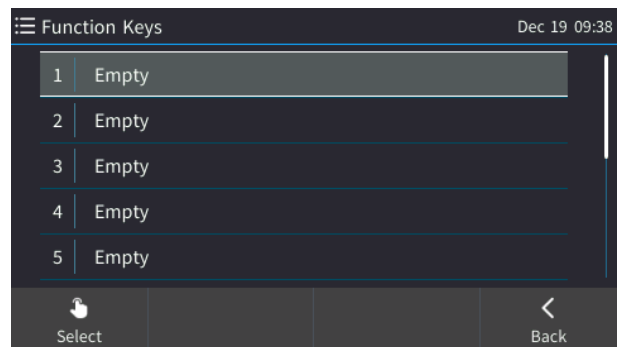 Function Keys Dec 19 09:38
1 Empty
2 Empty
3 Empty
4 Empty
5 Empty
Select Back